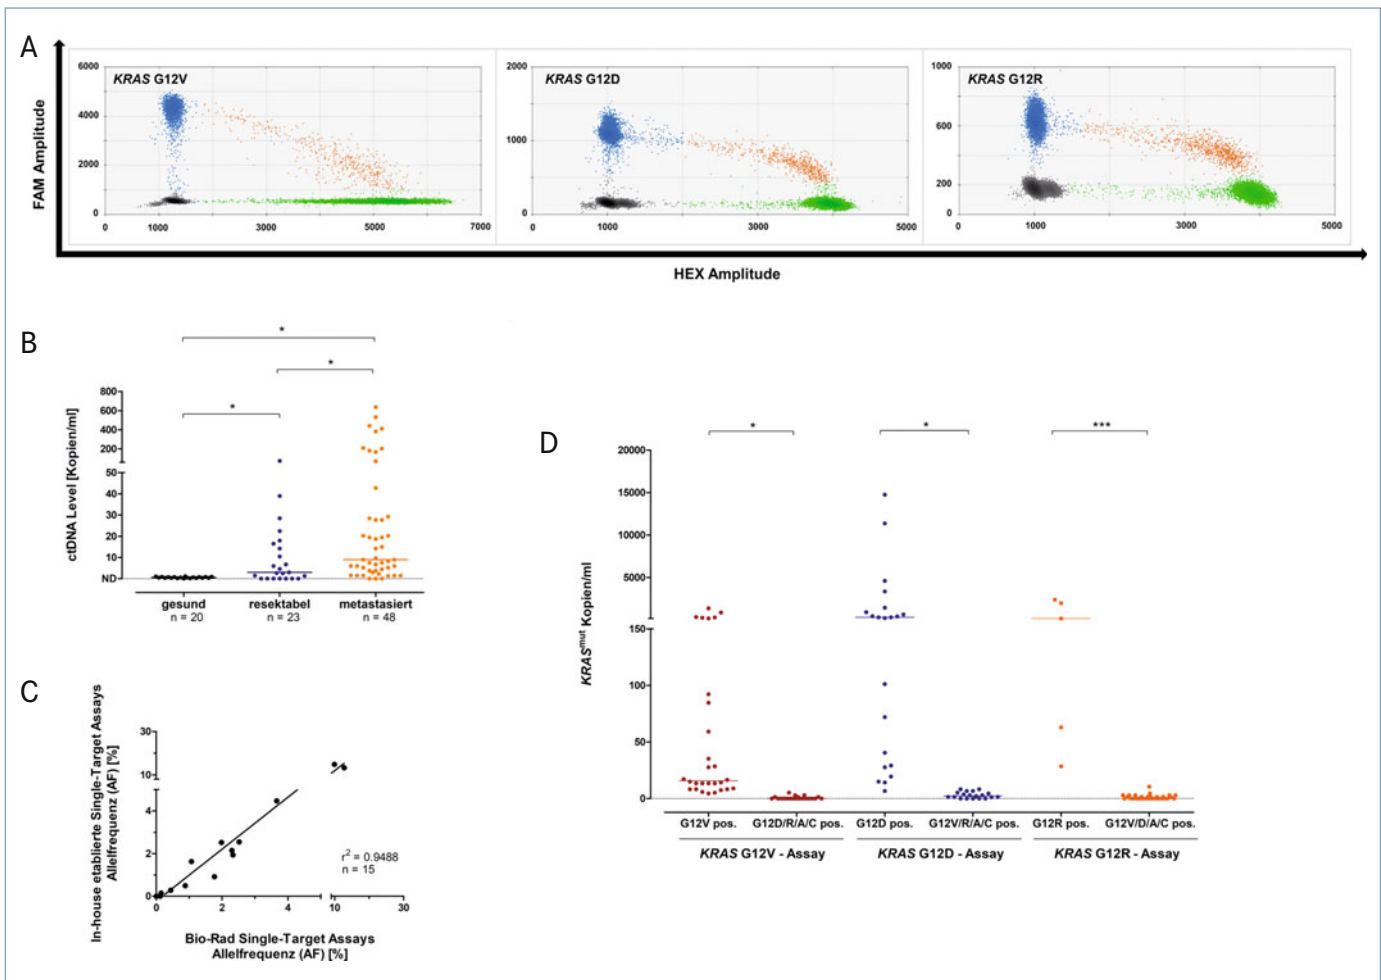 A
KRAS G12V
KRAS G12D
KRAS G12R
6000
4000
2000
0
1000
3000
5000
7000
2000
1000
0
1000
3000
5000
1000
600
200
0
0
1000
3000
5000
FAM Amplitude
HEX Amplitude
B
*
*
*
ctDNA Level [Kopien/ml]
800
600
400
200
50
40
30
20
10
ND
gesund
n = 20
resektabel
n = 23
metastasiert
n = 48
C
In-house etablierte Single-Target Assays
Allelfrequenz (AF) [%]
30
10
4
2
0
0
2
4
10
30
r² = 0.9488
n = 15
Bio-Rad Single-Target Assays
Allelfrequenz (AF) [%]
D
*
*
***
KRASmut Kopien/ml
20000
15000
10000
5000
150
100
50
0
G12V pos.
G12D/R/A/C pos.
G12D pos.
G12V/R/A/C pos.
G12R pos.
G12V/D/A/C pos.
KRAS G12V - Assay
KRAS G12D - Assay
KRAS G12R - Assay